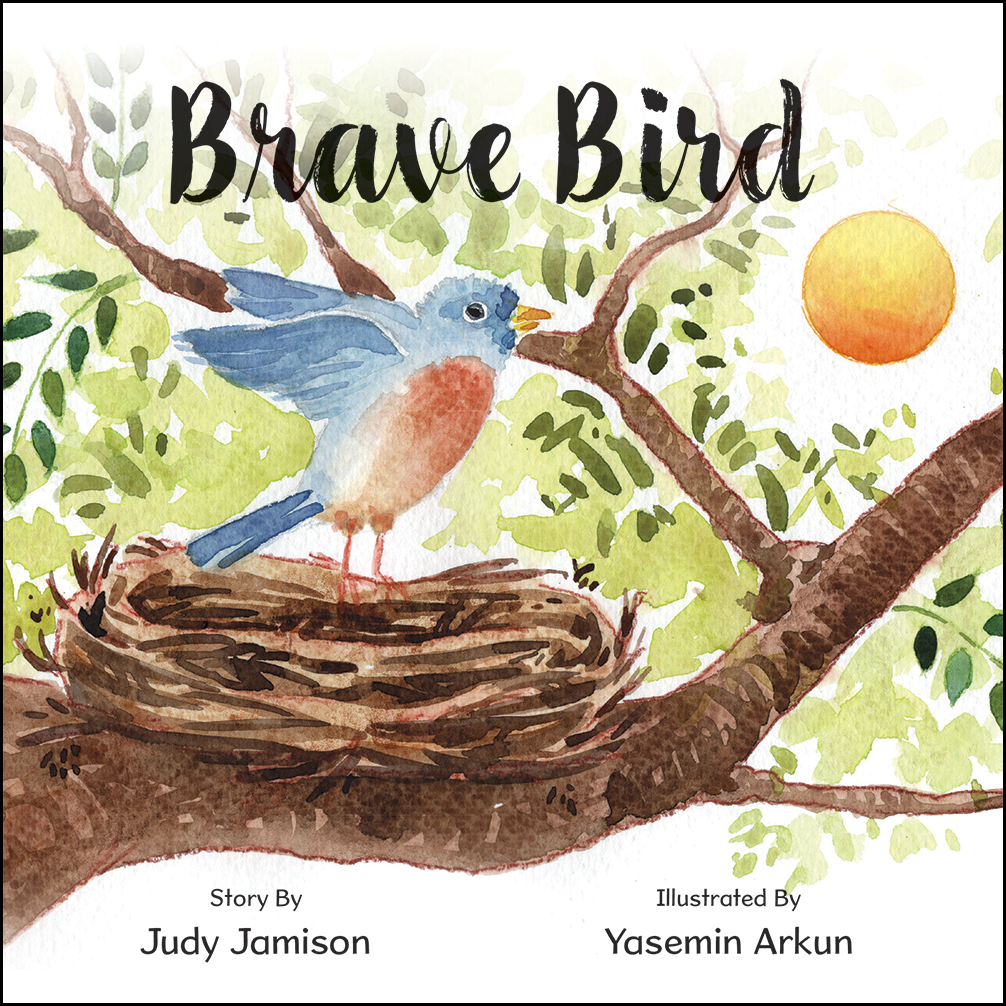 Brave Bird
Story By
Judy Jamison
Illustrated By
Yasemin Arkun